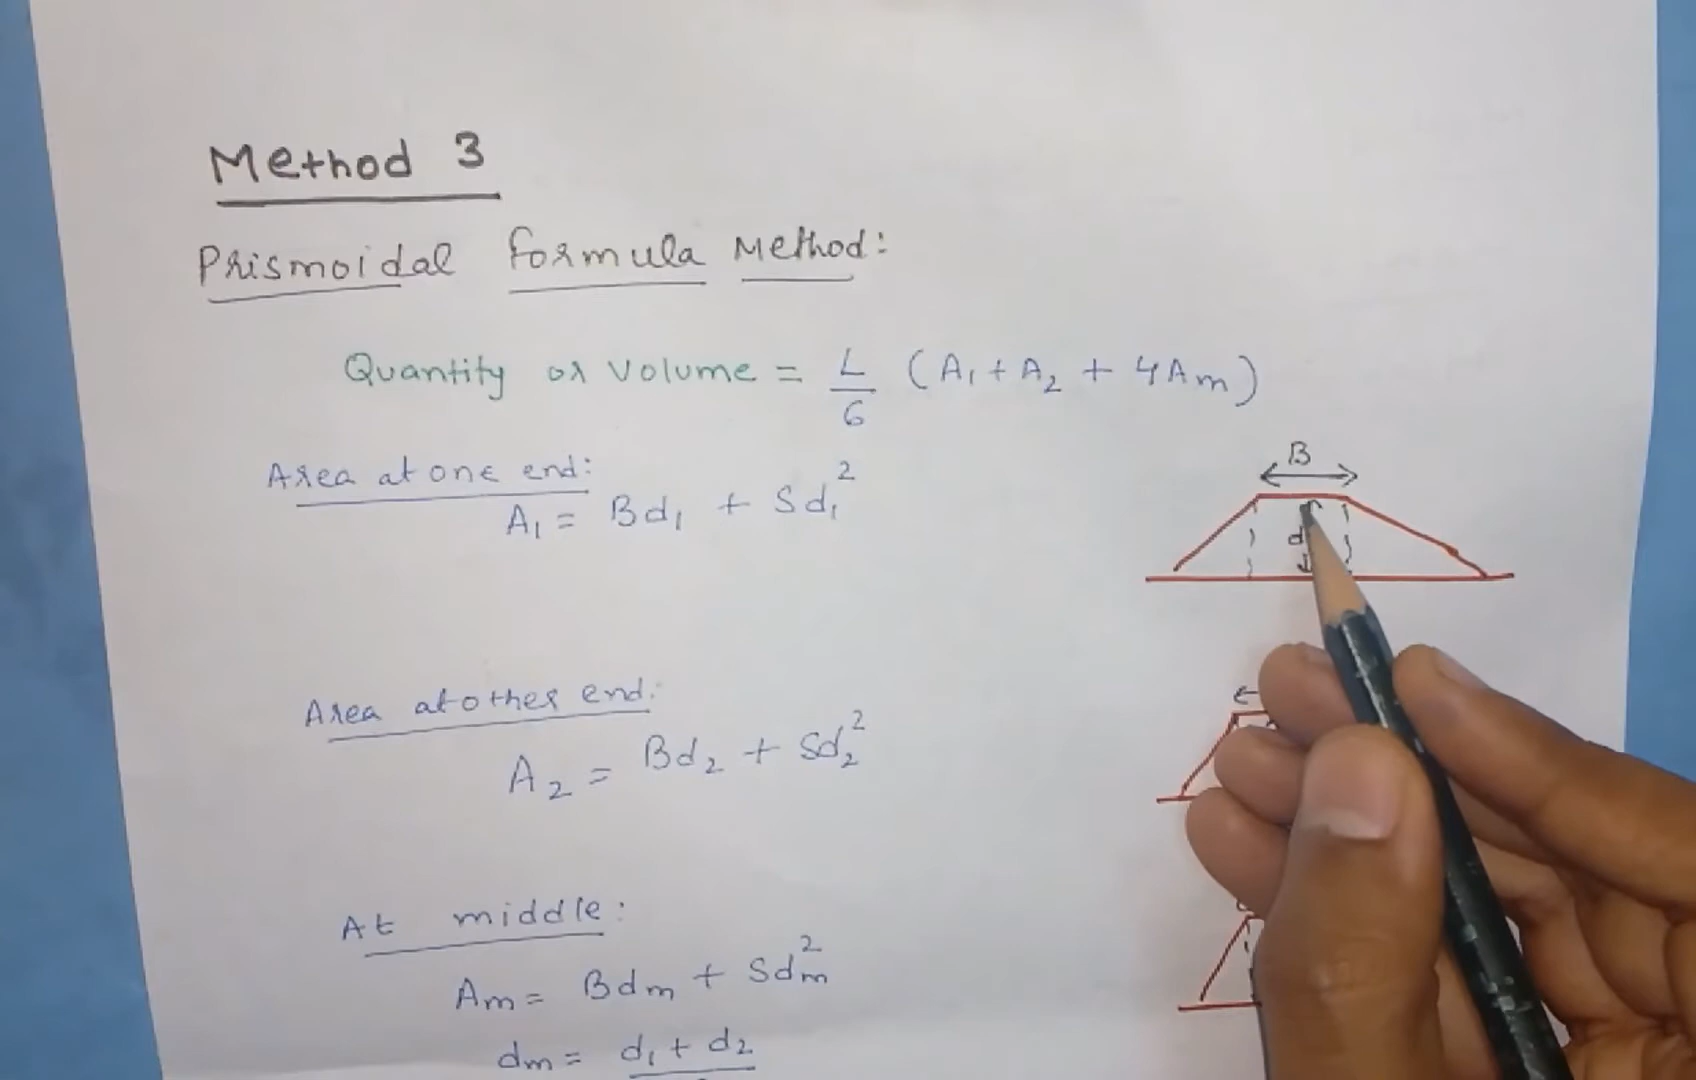 Method 3
Prismoidal formula Method:
Quantity or Volume = L/6 (A₁ + A₂ + 4Am)
Area at one end:
A₁ = Bd₁ + Sd₁²
B
d
Area at other end:
A₂ = Bd₂ + Sd₂²
At middle:
Am = Bdm + Sdm²
dm = d₁ + d₂